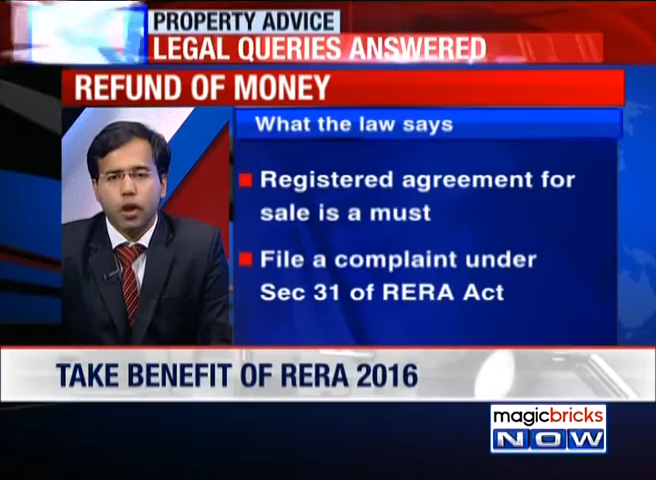 PROPERTY ADVICE
LEGAL QUERIES ANSWERED
REFUND OF MONEY
What the law says
Registered agreement for
sale is a must
File a complaint under
Sec 31 of RERA Act
TAKE BENEFIT OF RERA 2016
magicbricks
NOW